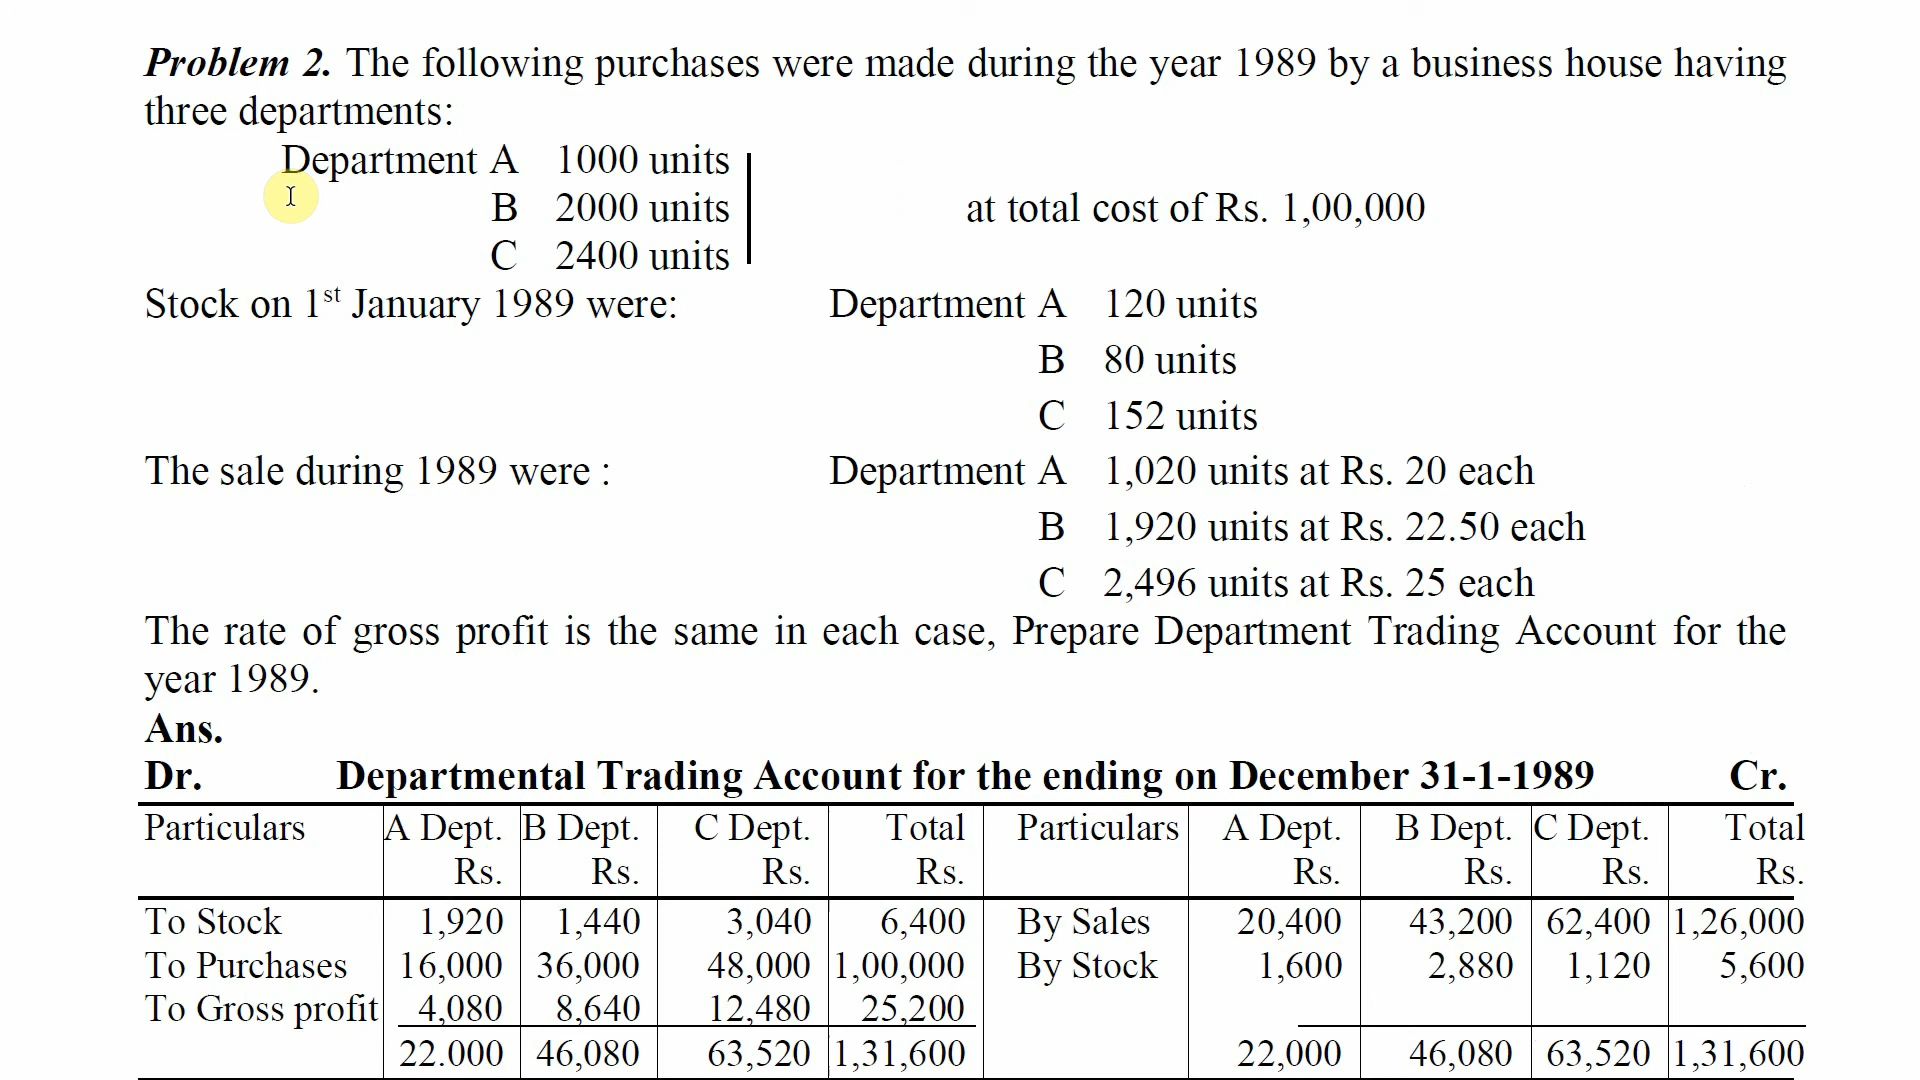 Problem 2. The following purchases were made during the year 1989 by a business house having
three departments:
Department A 1000 units
B 2000 units at total cost of Rs. 1,00,000
C 2400 units
Stock on 1st January 1989 were: Department A 120 units
B 80 units
C 152 units
The sale during 1989 were : Department A 1,020 units at Rs. 20 each
B 1,920 units at Rs. 22.50 each
C 2,496 units at Rs. 25 each
The rate of gross profit is the same in each case, Prepare Department Trading Account for the
year 1989.
Ans.
Dr. Departmental Trading Account for the ending on December 31-1-1989 Cr.
Particulars A Dept. B Dept. C Dept. Total Particulars A Dept. B Dept. C Dept. Total
Rs. Rs. Rs. Rs. Rs. Rs. Rs. Rs.
To Stock 1,920 1,440 3,040 6,400 By Sales 20,400 43,200 62,400 1,26,000
To Purchases 16,000 36,000 48,000 1,00,000 By Stock 1,600 2,880 1,120 5,600
To Gross profit 4,080 8,640 12,480 25,200
22.000 46,080 63,520 1,31,600 22,000 46,080 63,520 1,31,600